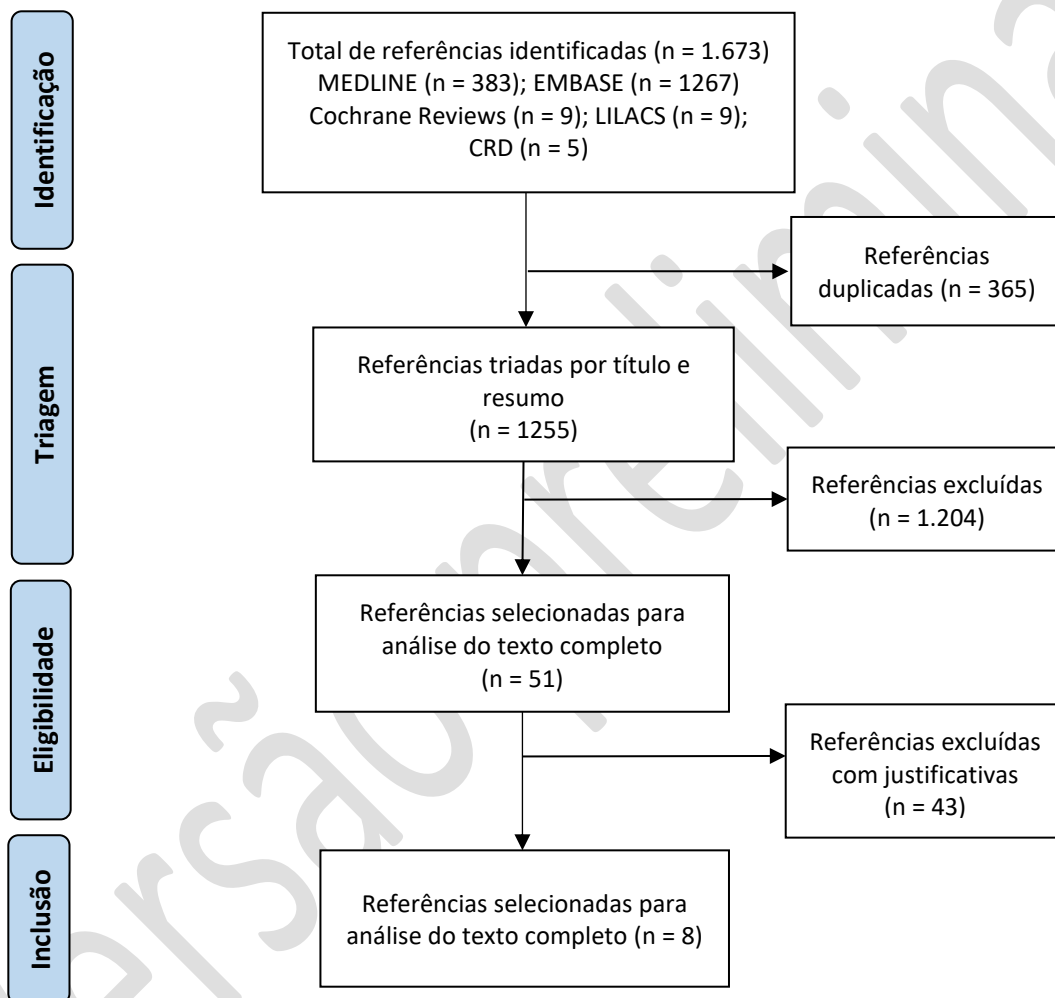 Identificação
Total de referências identificadas (n = 1.673)
MEDLINE (n = 383); EMBASE (n = 1267)
Cochrane Reviews (n = 9); LILACS (n = 9);
CRD (n = 5)
Referências
duplicadas (n = 365)
Triagem
Referências triadas por título e
resumo
(n = 1255)
Referências excluídas
(n = 1.204)
Eligibilidade
Referências selecionadas para
análise do texto completo
(n = 51)
Referências excluídas
com justificativas
(n = 43)
Inclusão
Referências selecionadas para
análise do texto completo (n = 8)